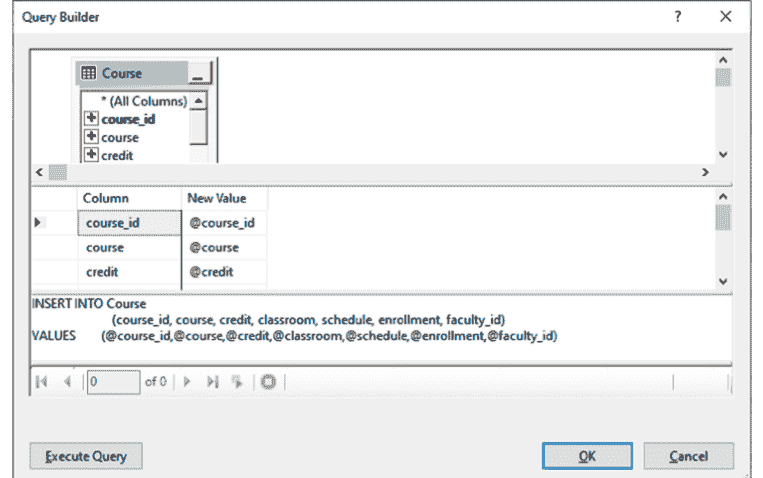 Query Builder ? ×
Course
* (All Columns)
course_id
course
credit
Column New Value
course_id @course_id
course @course
credit @credit
INSERT INTO Course
(course_id, course, credit, classroom, schedule, enrollment, faculty_id)
VALUES (@course_id,@course,@credit,@classroom,@schedule,@enrollment,@faculty_id)
0 of 0
Execute Query OK Cancel